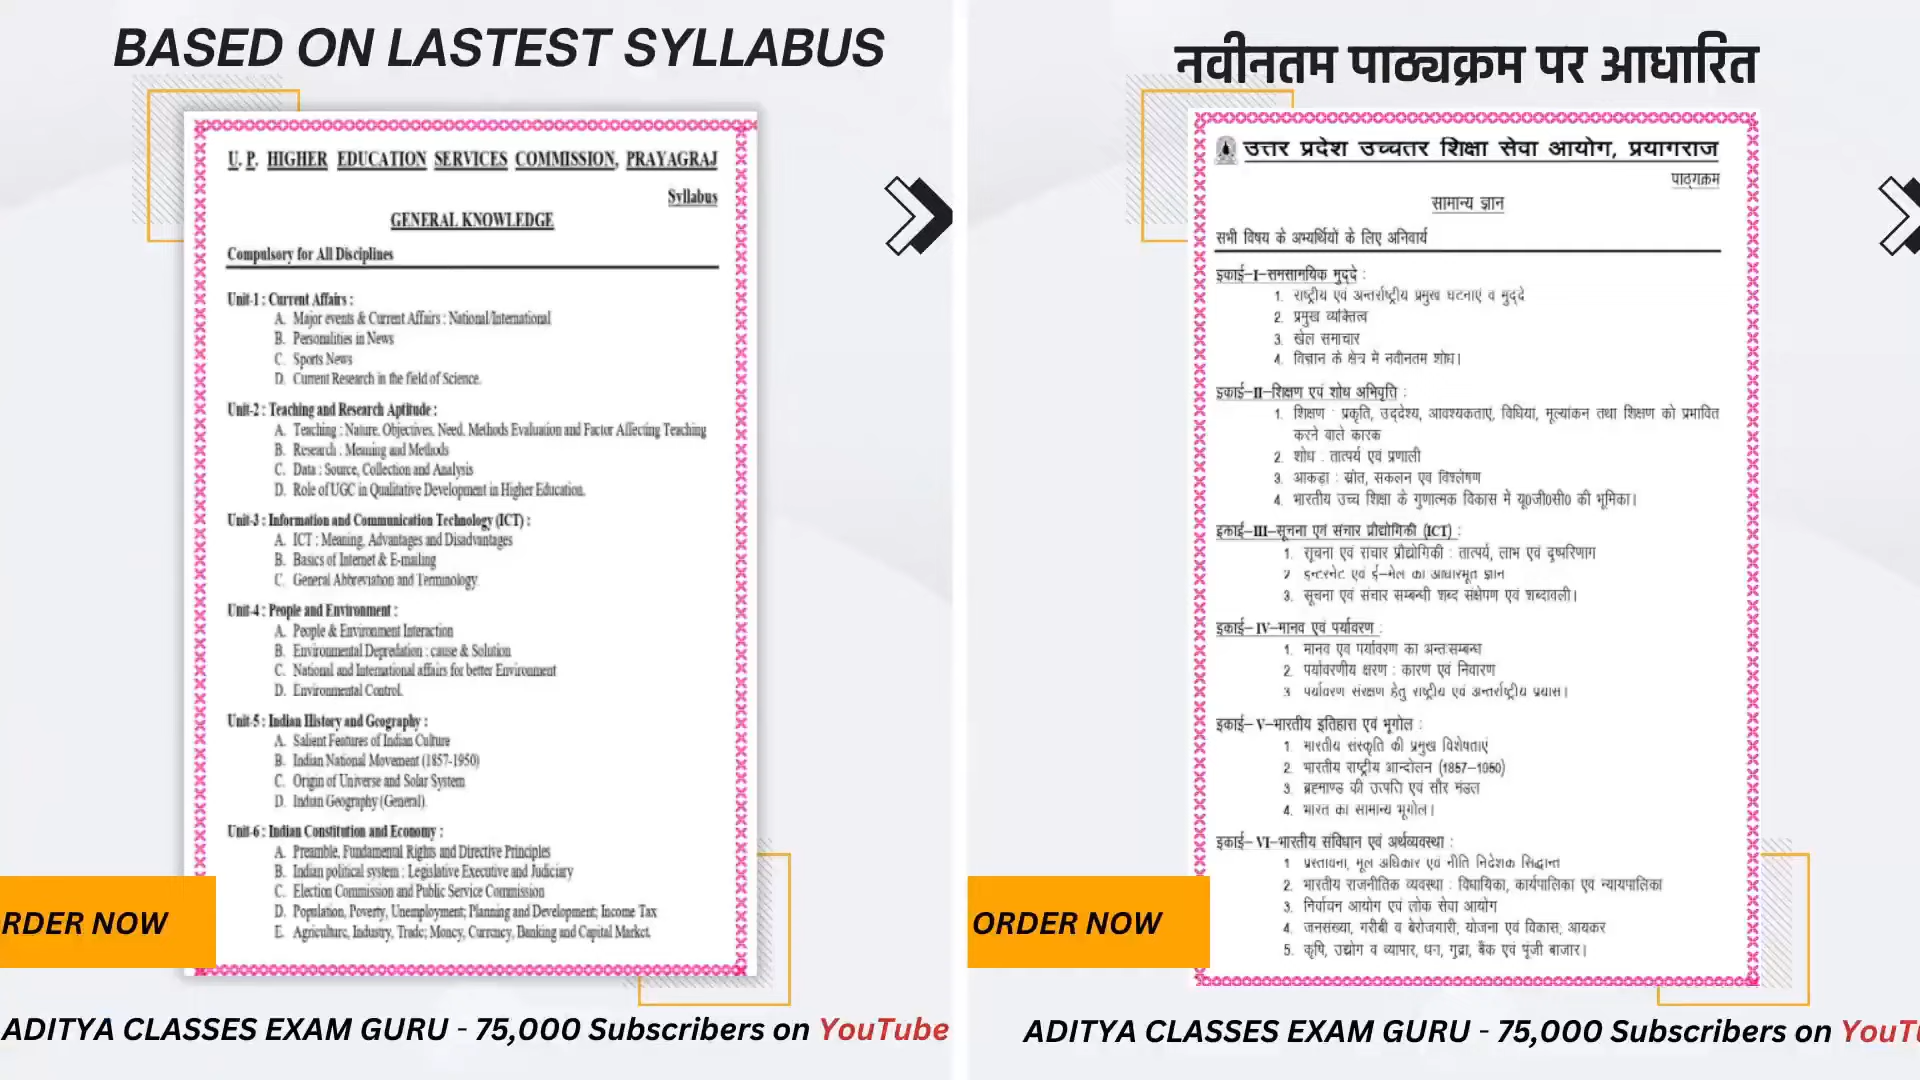 BASED ON LASTEST SYLLABUS
U. P. HIGHER EDUCATION SERVICES COMMISSION, PRAYAGRAJ
Syllabus
GENERAL KNOWLEDGE
Compulsory for All Disciplines
Unit-1 : Current Affairs :
A. Major events & Current Affairs : National/International
B. Personalities in News
C. Sports News
D. Current Research in the field of Science.
Unit-2 : Teaching and Research Aptitude :
A. Teaching : Nature, Objectives, Need, Methods Evaluation and Factor Affecting Teaching
B. Research : Meaning and Methods
C. Data : Source, Collection and Analysis
D. Role of UGC in Qualitative Development in Higher Education.
Unit-3 : Information and Communication Technology (ICT) :
A. ICT : Meaning, Advantages and Disadvantages
B. Basics of Internet & E-mailing
C. General Abbreviation and Terminology.
Unit-4 : People and Environment :
A. People & Environment Interaction
B. Environmental Depredation : cause & Solution
C. National and International affairs for better Environment
D. Environmental Control.
Unit-5 : Indian History and Geography :
A. Salient Features of Indian Culture
B. Indian National Movement (1857-1950)
C. Origin of Universe and Solar System
D. Indian Geography (General).
Unit-6 : Indian Constitution and Economy :
A. Preamble, Fundamental Rights and Directive Principles
B. Indian political system : Legislative Executive and Judiciary
C. Election Commission and Public Service Commission
D. Population, Poverty, Unemployment; Planning and Development; Income Tax
E. Agriculture, Industry, Trade; Money, Currency, Banking and Capital Market.
RDER NOW
ADITYA CLASSES EXAM GURU - 75,000 Subscribers on YouTube
नवीनतम पाठ्यक्रम पर आधारित
उत्तर प्रदेश उच्चतर शिक्षा सेवा आयोग, प्रयागराज
पाठ्यक्रम
सामान्य ज्ञान
सभी विषय के अभ्यर्थियों के लिए अनिवार्य
इकाई–I–समसामयिक मुद्दे :
1. राष्ट्रीय एवं अन्तर्राष्ट्रीय प्रमुख घटनाएं व मुद्दे
2. प्रमुख व्यक्तित्व
3. खेल समाचार
4. विज्ञान के क्षेत्र में नवीनतम शोध।
इकाई–II–शिक्षण एवं शोध अभिवृत्ति :
1. शिक्षण : प्रकृति, उद्देश्य, आवश्यकताएं, विधियां, मूल्यांकन तथा शिक्षण को प्रभावित
करने वाले कारक
2. शोध : तात्पर्य एवं प्रणाली
3. आकड़ा : स्रोत, संकलन एवं विश्लेषण
4. भारतीय उच्च शिक्षा के गुणात्मक विकास में यू0जी0सी0 की भूमिका।
इकाई–III–सूचना एवं संचार प्रौद्योगिकी (ICT) :
1. सूचना एवं संचार प्रौद्योगिकी : तात्पर्य, लाभ एवं दुष्परिणाम
2. इन्टरनेट एवं ई–मेल का आधारभूत ज्ञान
3. सूचना एवं संचार सम्बन्धी शब्द संक्षेपण एवं शब्दावली।
इकाई–IV–मानव एवं पर्यावरण :
1. मानव एवं पर्यावरण का अन्तःसम्बन्ध
2. पर्यावरणीय क्षरण : कारण एवं निवारण
3. पर्यावरण संरक्षण हेतु राष्ट्रीय एवं अन्तर्राष्ट्रीय प्रयास।
इकाई–V–भारतीय इतिहास एवं भूगोल :
1. भारतीय संस्कृति की प्रमुख विशेषताएं
2. भारतीय राष्ट्रीय आन्दोलन (1857–1950)
3. ब्रह्माण्ड की उत्पत्ति एवं सौर मंडल
4. भारत का सामान्य भूगोल।
इकाई–VI–भारतीय संविधान एवं अर्थव्यवस्था :
1. प्रस्तावना, मूल अधिकार एवं नीति निदेशक सिद्धान्त
2. भारतीय राजनीतिक व्यवस्था : विधायिका, कार्यपालिका एवं न्यायपालिका
3. निर्वाचन आयोग एवं लोक सेवा आयोग
4. जनसंख्या, गरीबी व बेरोजगारी; योजना एवं विकास; आयकर
5. कृषि, उद्योग व व्यापार, धन, मुद्रा, बैंक एवं पूंजी बाजार।
ORDER NOW
ADITYA CLASSES EXAM GURU - 75,000 Subscribers on YouTu